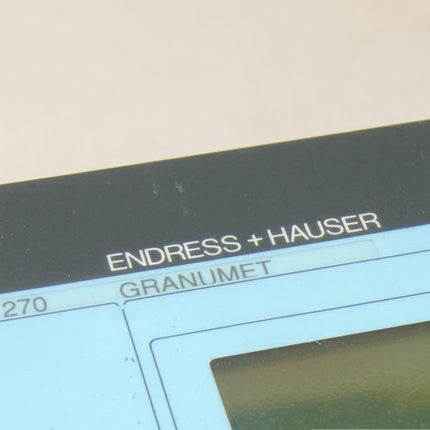 ENDRESS + HAUSER
270 GRANUMET